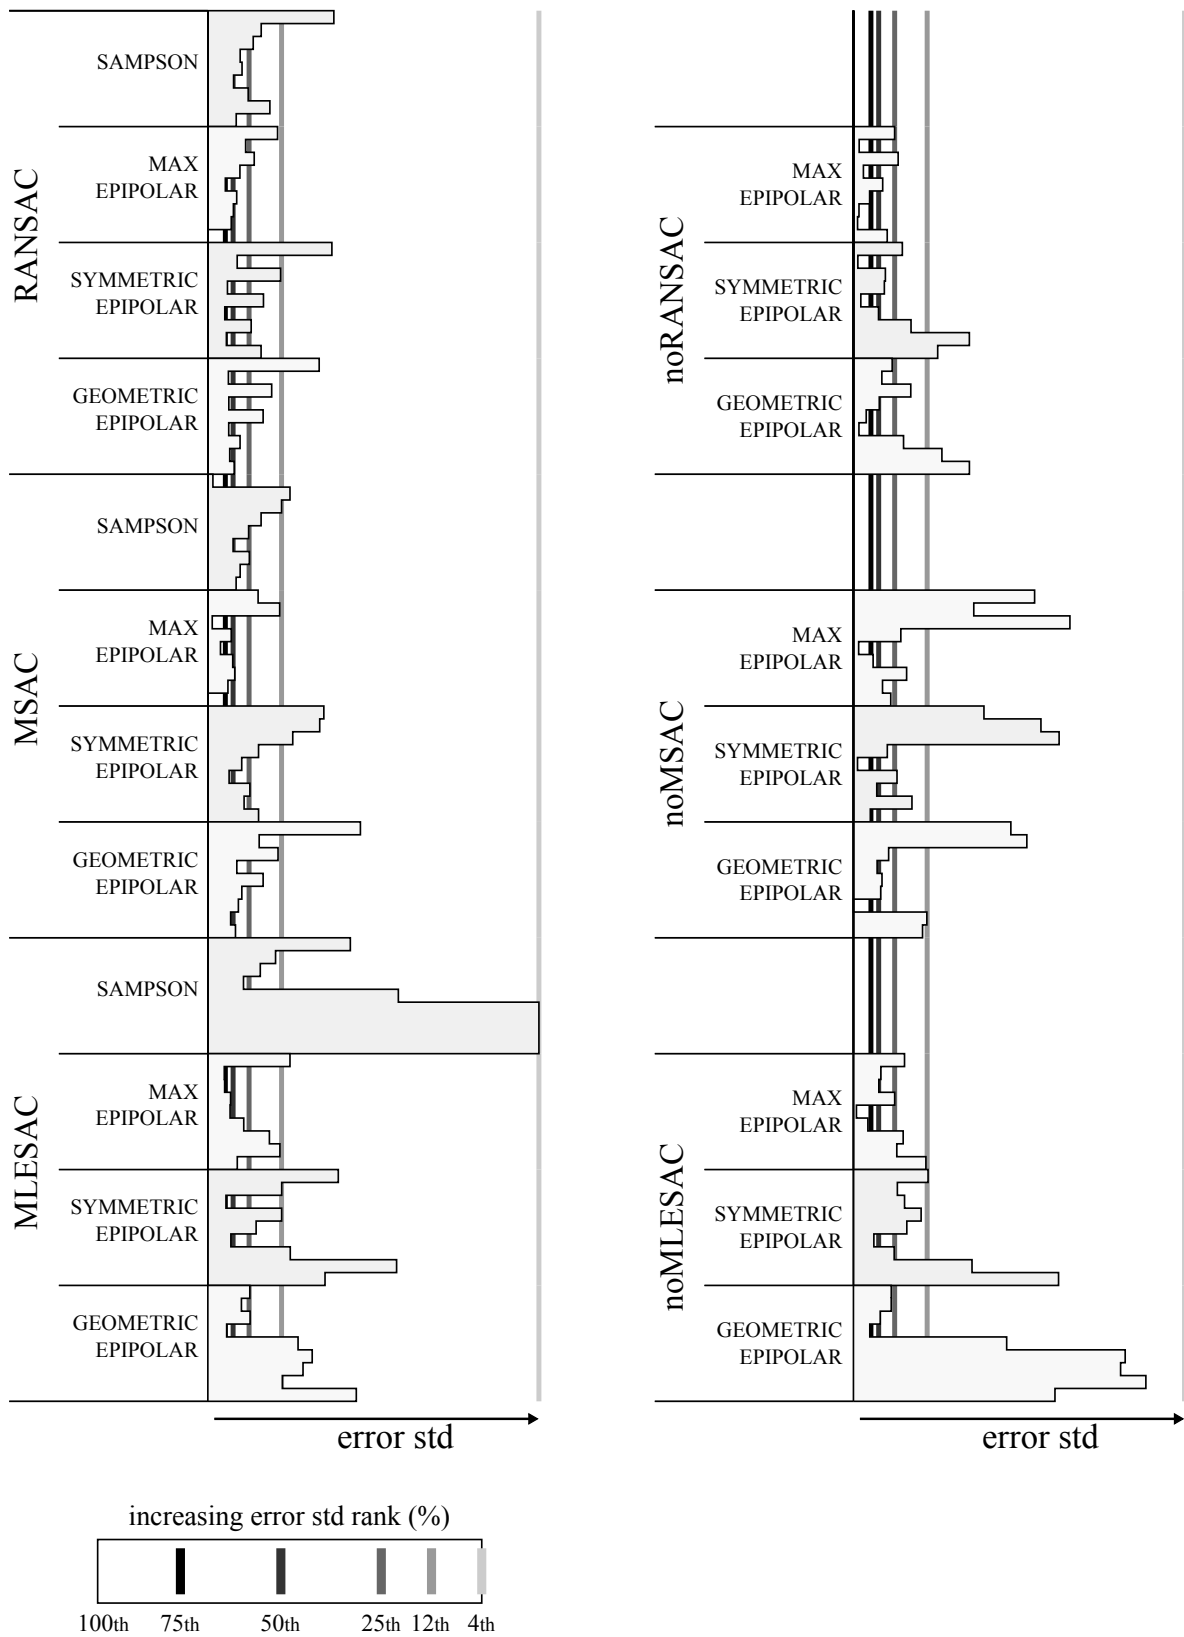 RANSAC
SAMPSON
MAX
EPIPOLAR
SYMMETRIC
EPIPOLAR
GEOMETRIC
EPIPOLAR
MSAC
SAMPSON
MAX
EPIPOLAR
SYMMETRIC
EPIPOLAR
GEOMETRIC
EPIPOLAR
MLESAC
SAMPSON
MAX
EPIPOLAR
SYMMETRIC
EPIPOLAR
GEOMETRIC
EPIPOLAR
error std
noRANSAC
MAX
EPIPOLAR
SYMMETRIC
EPIPOLAR
GEOMETRIC
EPIPOLAR
noMSAC
MAX
EPIPOLAR
SYMMETRIC
EPIPOLAR
GEOMETRIC
EPIPOLAR
noMLESAC
MAX
EPIPOLAR
SYMMETRIC
EPIPOLAR
GEOMETRIC
EPIPOLAR
error std
increasing error std rank (%)
100th 75th 50th 25th 12th 4th